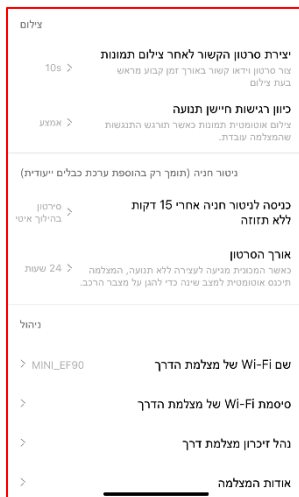 צילום
יצירת סרטון הקשור לאחר צילום תמונות
10s
צור סרטון וידאו קשור באורך זמן קבוע מראש
בעת צילום
כיוון רגישות חיישן תנועה
אמצע
צילום אוטומטית תמונות כאשר תורגש התנגשות
שהמצלמה עובדת.
ניטור חניה (תומך רק בהוספת ערכת כבלים ייעודית)
כניסה לניטור חניה אחרי 15 דקות
ללא תזוזה
סירטון
בהילוך איטי
אורך הסרטון
24 שעות
כאשר המכונית מגיעה לעצירה ללא תנועה, המצלמה
תיכנס אוטומטית למצב שינה כדי להגן על מצבר הרכב.
ניהול
שם Wi-Fi של מצלמת הדרך
MINI_EF90
סיסמת Wi-Fi של מצלמת הדרך
נהל זיכרון מצלמת דרך
אודות המצלמה